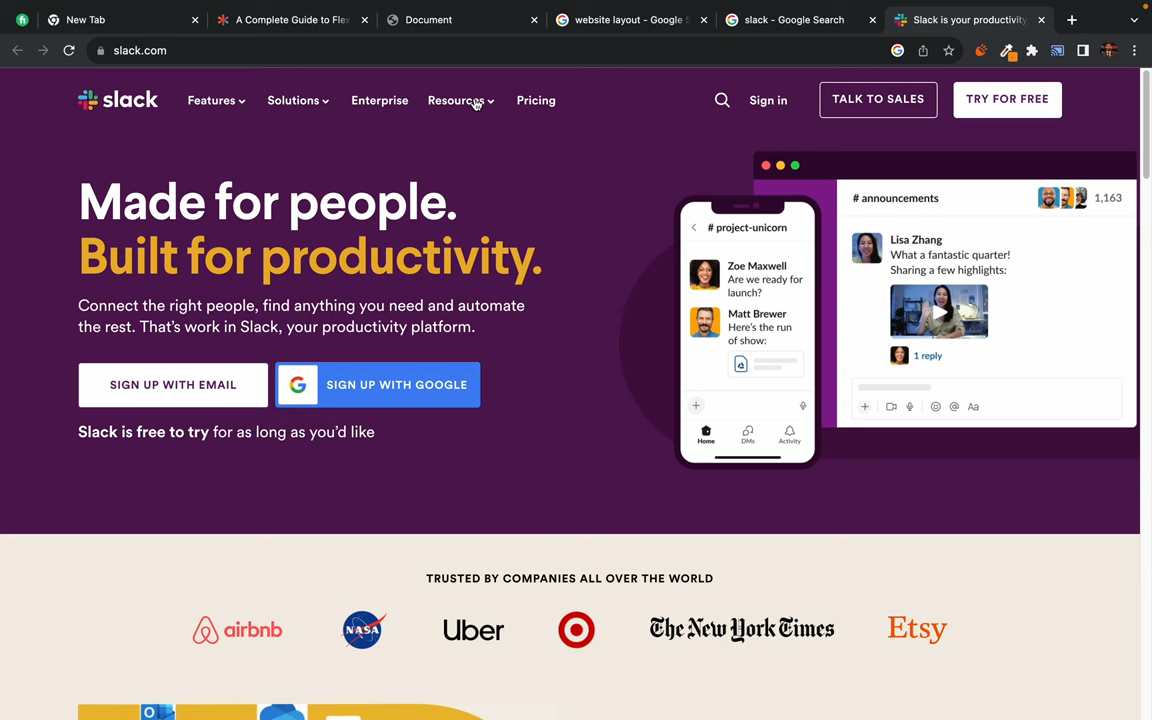 New Tab
A Complete Guide to Flex
Document
website layout - Google S
slack - Google Search
Slack is your productivity
slack.com
slack
Features
Solutions
Enterprise
Resources
Pricing
Sign in
TALK TO SALES
TRY FOR FREE
Made for people.
Built for productivity.
Connect the right people, find anything you need and automate
the rest. That's work in Slack, your productivity platform.
SIGN UP WITH EMAIL
G SIGN UP WITH GOOGLE
Slack is free to try for as long as you'd like
# project-unicorn
Zoe Maxwell
Are we ready for
launch?
Matt Brewer
Here's the run
of show:
Home
DMs
Activity
# announcements
1,163
Lisa Zhang
What a fantastic quarter!
Sharing a few highlights:
1 reply
Aa
TRUSTED BY COMPANIES ALL OVER THE WORLD
airbnb
NASA
Uber
The New York Times
Etsy